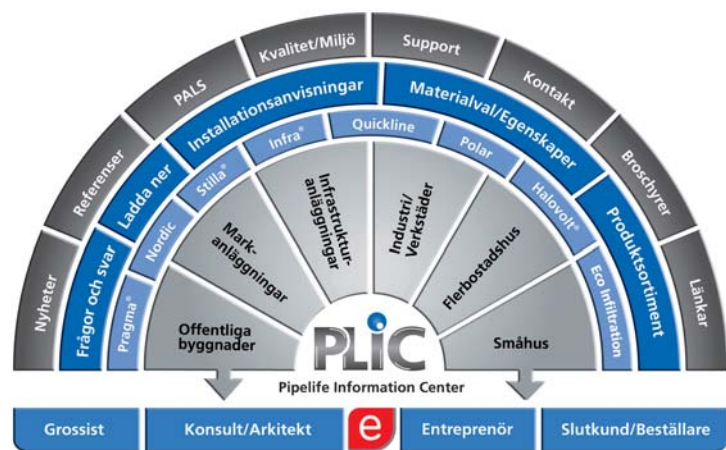 Nyheter
Referenser
PALS
Kvalitet/Miljö
Support
Kontakt
Broschyrer
Länkar
Frågor och svar
Ladda ner
Installationsanvisningar
Materialval/Egenskaper
Produktsortiment
Pragma®
Nordic
Stilla®
Infra®
Quickline
Polar
Halovolt®
Eco Infiltration
Offentliga
byggnader
Mark-
anläggningar
Infrastruktur-
anläggningar
Industri/
Verkstäder
Flerbostadshus
Småhus
PLiC
Pipelife Information Center
Grossist
Konsult/Arkitekt
e
Entreprenör
Slutkund/Beställare